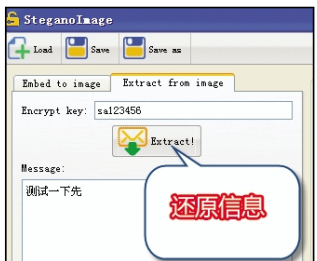 SteganoImage
Load Save Save as
Embed to image Extract from image
Encrypt key: sa123456
Extract!
Message:
测试一下先
还原信息